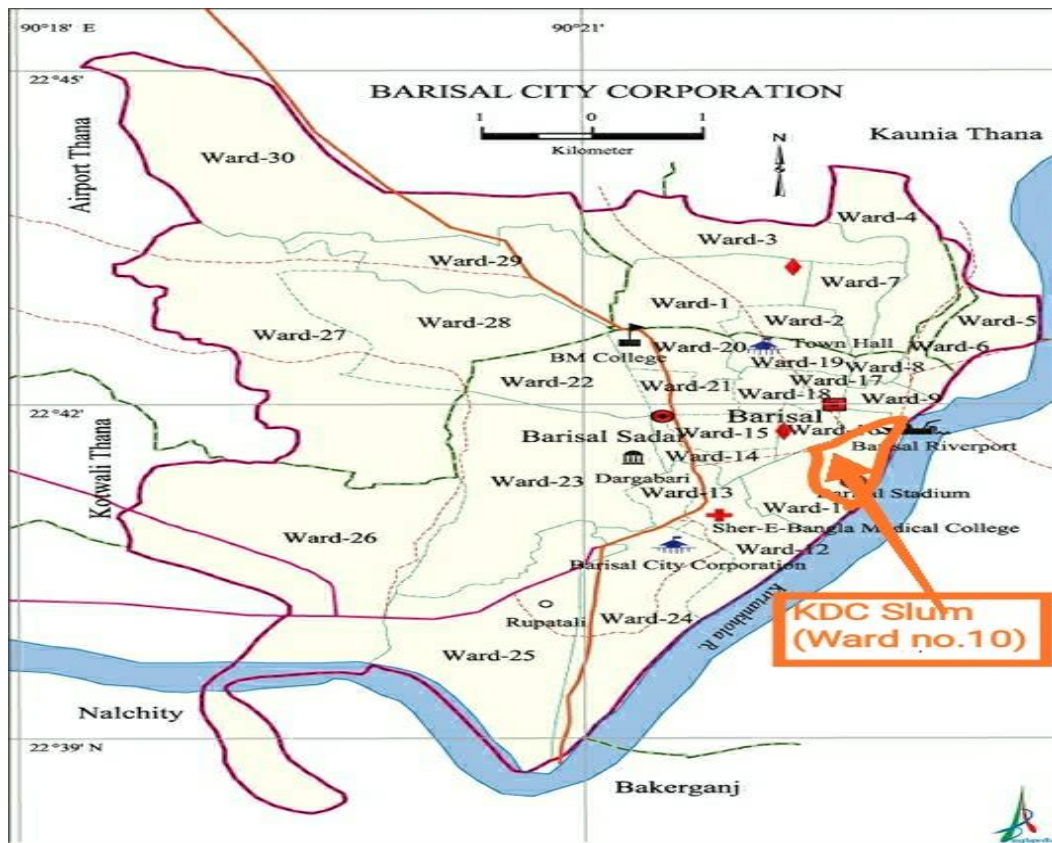 90°18' E
90°21'
22°45'
BARISAL CITY CORPORATION
1 0 1
Kilometer
N
Kaunia Thana
Airport Thana
Ward-30
Ward-4
Ward-3
Ward-29
Ward-7
Ward-1
Ward-28
Ward-2
Ward-5
Ward-27
Ward-20
Town Hall
Ward-6
BM College
Ward-19
Ward-8
Ward-22
Ward-21
Ward-17
Ward-18
Ward-9
22°42'
Barisal
Barisal Sadar
Ward-15
Barisal Riverport
Ward-14
Kotwali Thana
Ward-23
Dargabari
Ward-13
Stadium
Sher-E-Bangla Medical College
Ward-26
Ward-12
Barisal City Corporation
Kirtankhola R.
KDC Slum
(Ward no.10)
Rupatali
Ward-24
Ward-25
Nalchity
22°39' N
Bakerganj